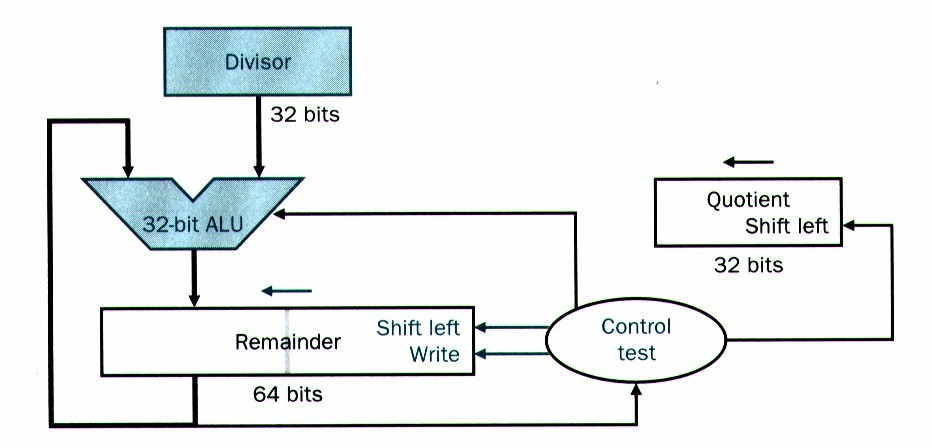 Divisor
32 bits
32-bit ALU
Quotient
Shift left
32 bits
Remainder
Shift left
Write
64 bits
Control
test